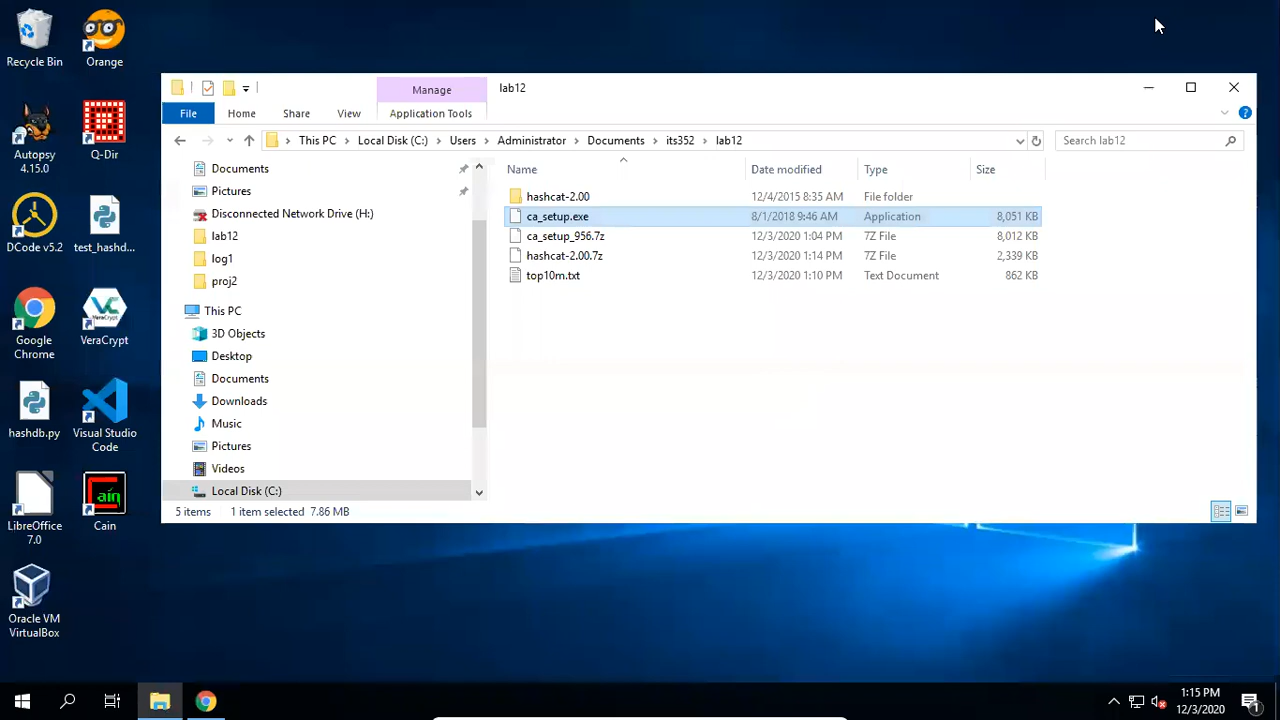 Recycle Bin
Orange
Autopsy
4.15.0
Q-Dir
DCode v5.2
test_hashd...
Google
Chrome
VeraCrypt
hashdb.py
Visual Studio
Code
LibreOffice
7.0
Cain
Oracle VM
VirtualBox
Manage
lab12
File
Home
Share
View
Application Tools
This PC
Local Disk (C:)
Users
Administrator
Documents
its352
lab12
Search lab12
Documents
Pictures
Disconnected Network Drive (H:)
lab12
log1
proj2
This PC
3D Objects
Desktop
Documents
Downloads
Music
Pictures
Videos
Local Disk (C:)
Name Date modified Type Size
hashcat-2.00 12/4/2015 8:35 AM File folder
ca_setup.exe 8/1/2018 9:46 AM Application 8,051 KB
ca_setup_956.7z 12/3/2020 1:04 PM 7Z File 8,012 KB
hashcat-2.00.7z 12/3/2020 1:14 PM 7Z File 2,339 KB
top10m.txt 12/3/2020 1:10 PM Text Document 862 KB
5 items 1 item selected 7.86 MB
1:15 PM
12/3/2020
1